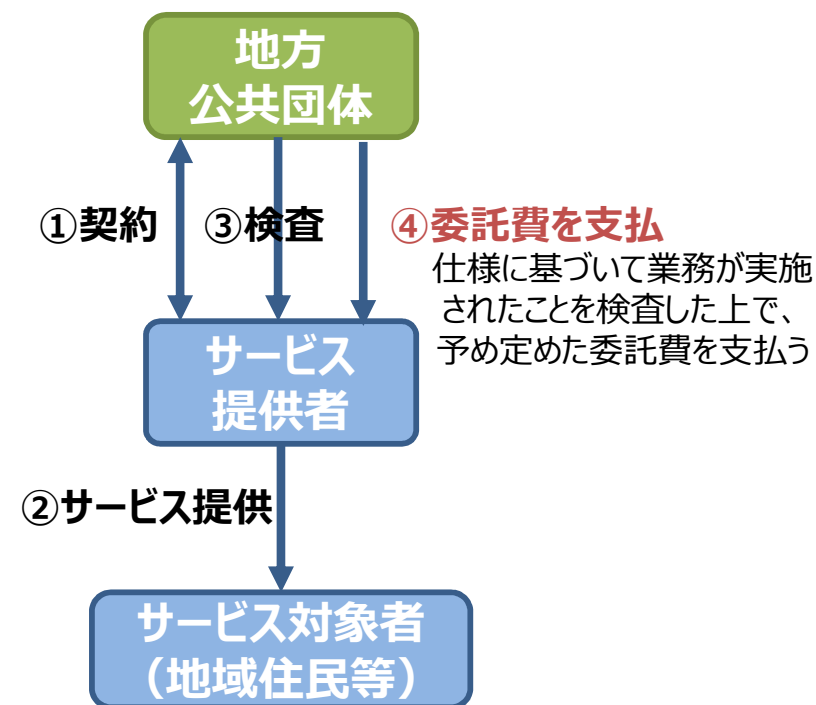 地方
公共団体
①契約
③検査
④委託費を支払
仕様に基づいて業務が実施
されたことを検査した上で、
予め定めた委託費を支払う
サービス
提供者
②サービス提供
サービス対象者
（地域住民等）